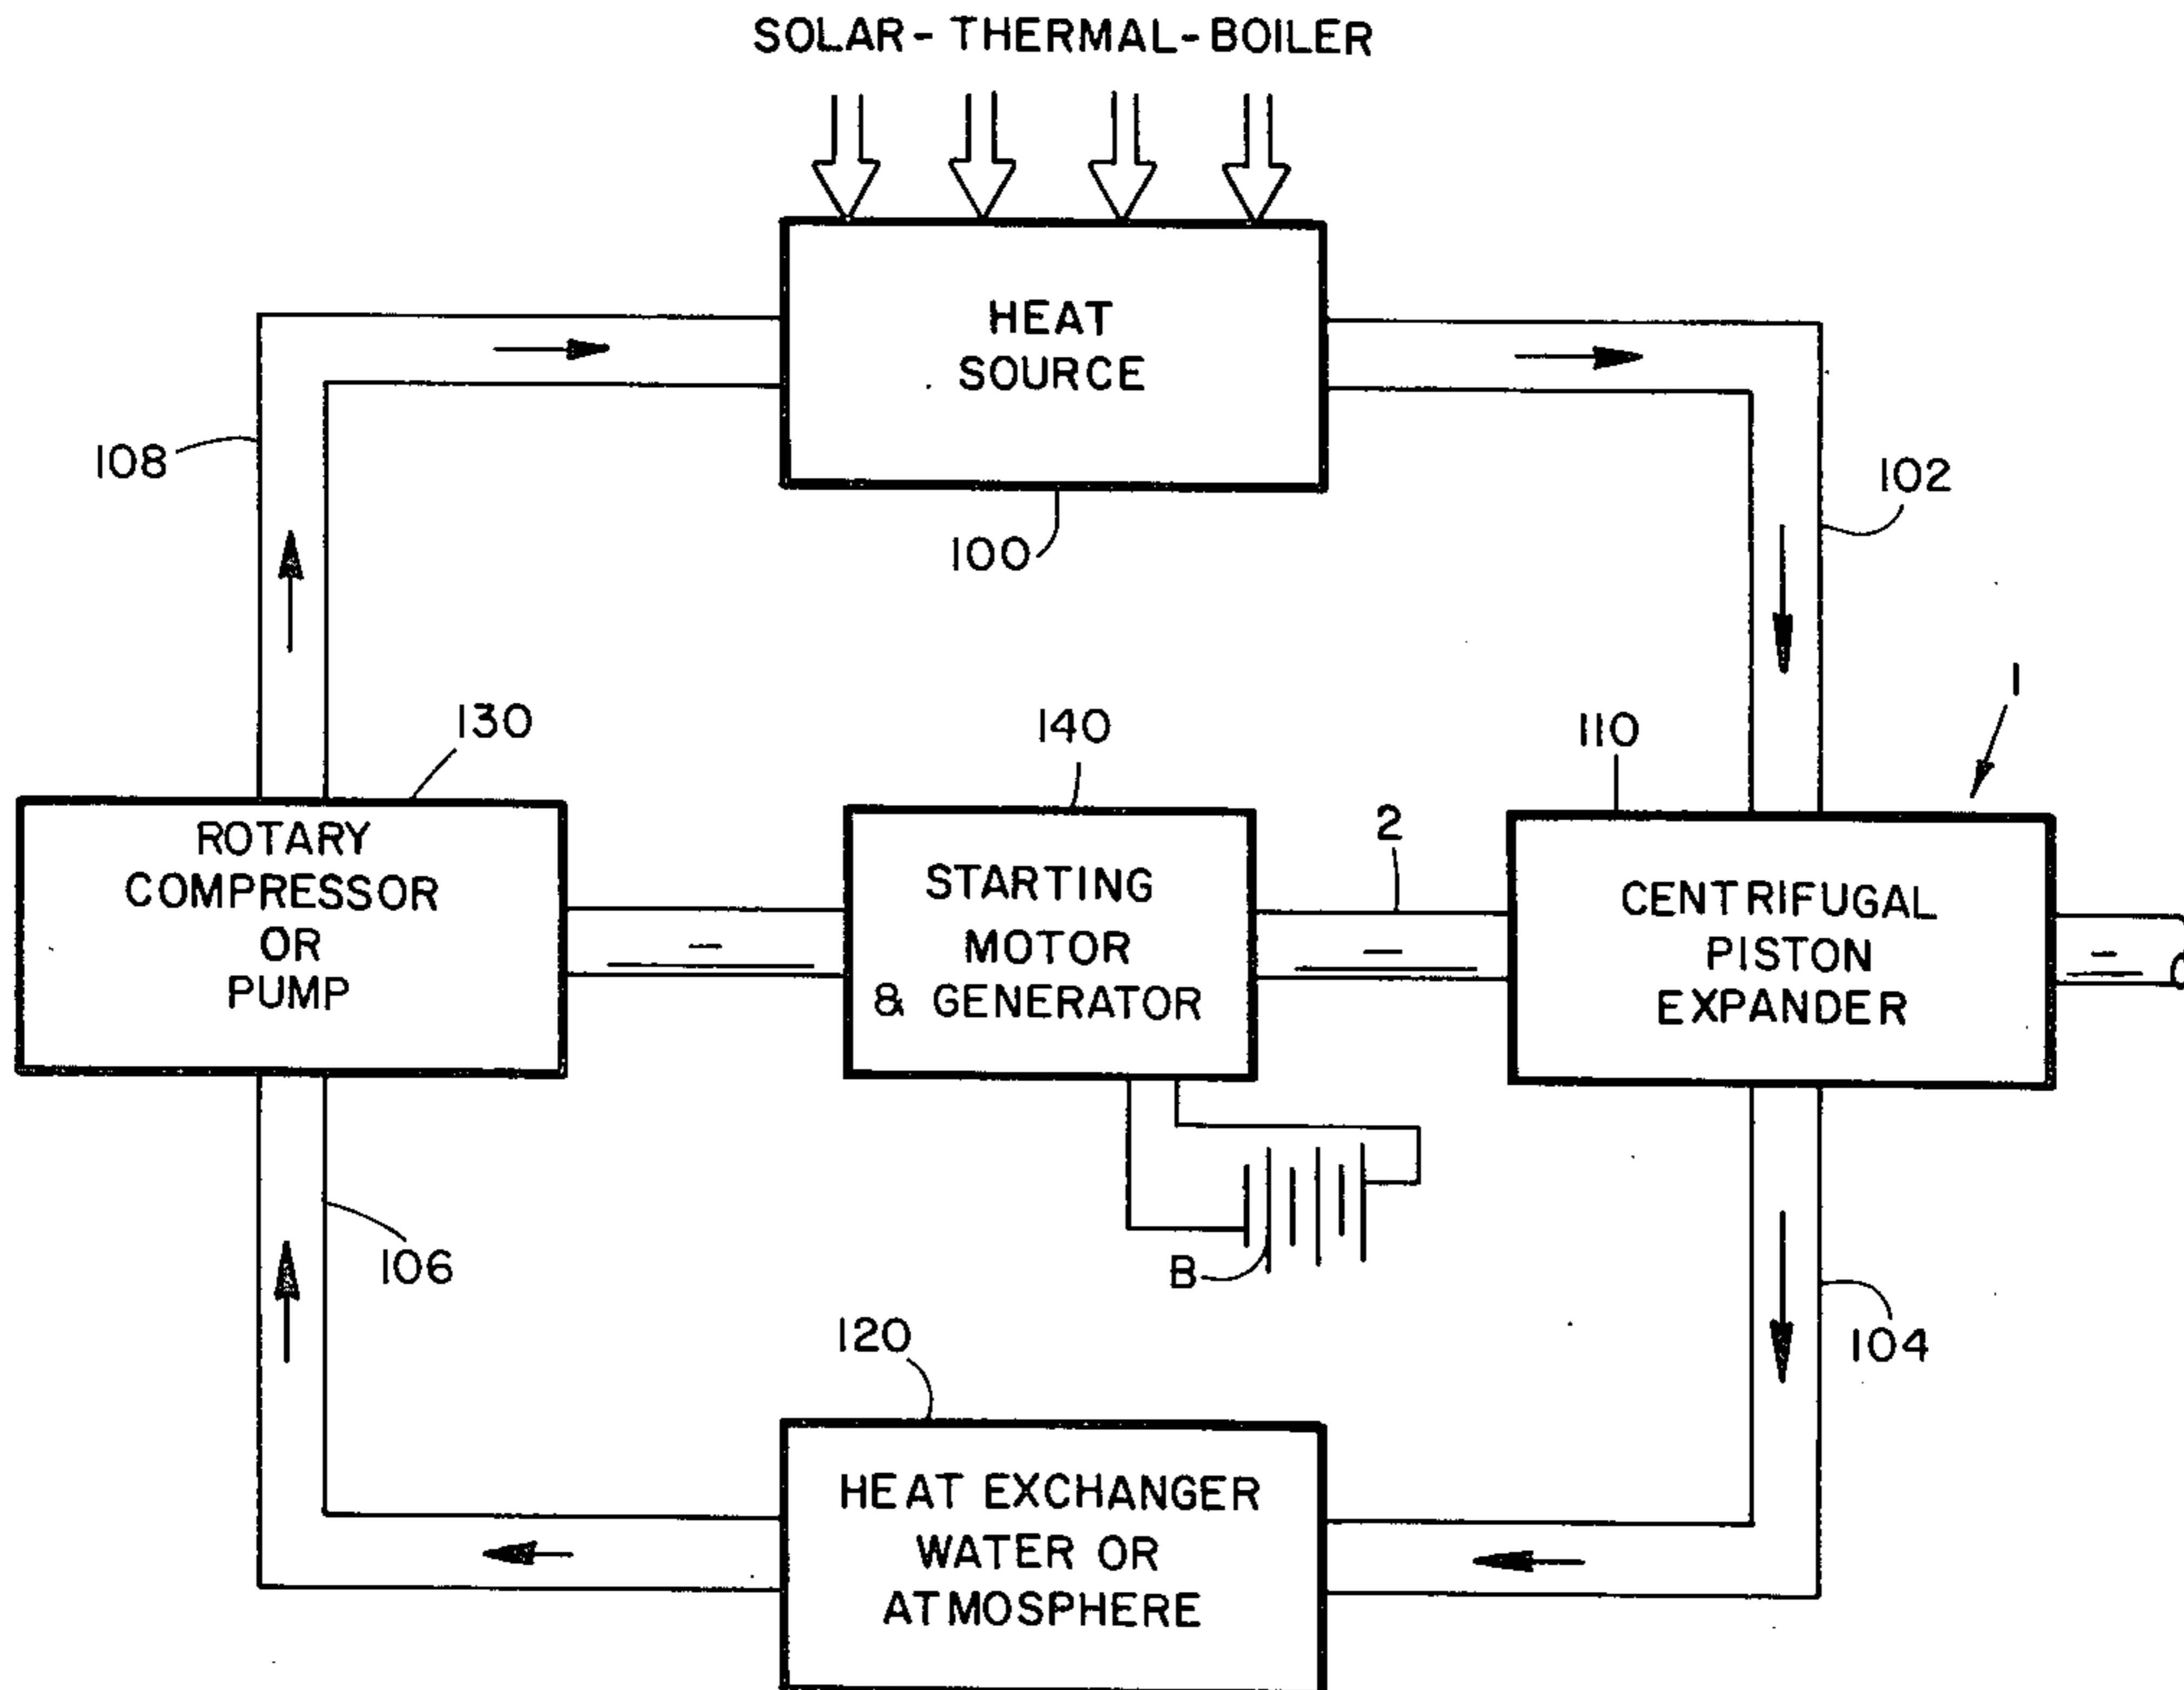 SOLAR- THERMAL-BOILER
HEAT
SOURCE
108
102
100
1
130
140
110
2
ROTARY
COMPRESSOR
OR
PUMP
STARTING
MOTOR
& GENERATOR
CENTRIFUGAL
PISTON
EXPANDER
106
B
104
120
HEAT EXCHANGER
WATER OR
ATMOSPHERE